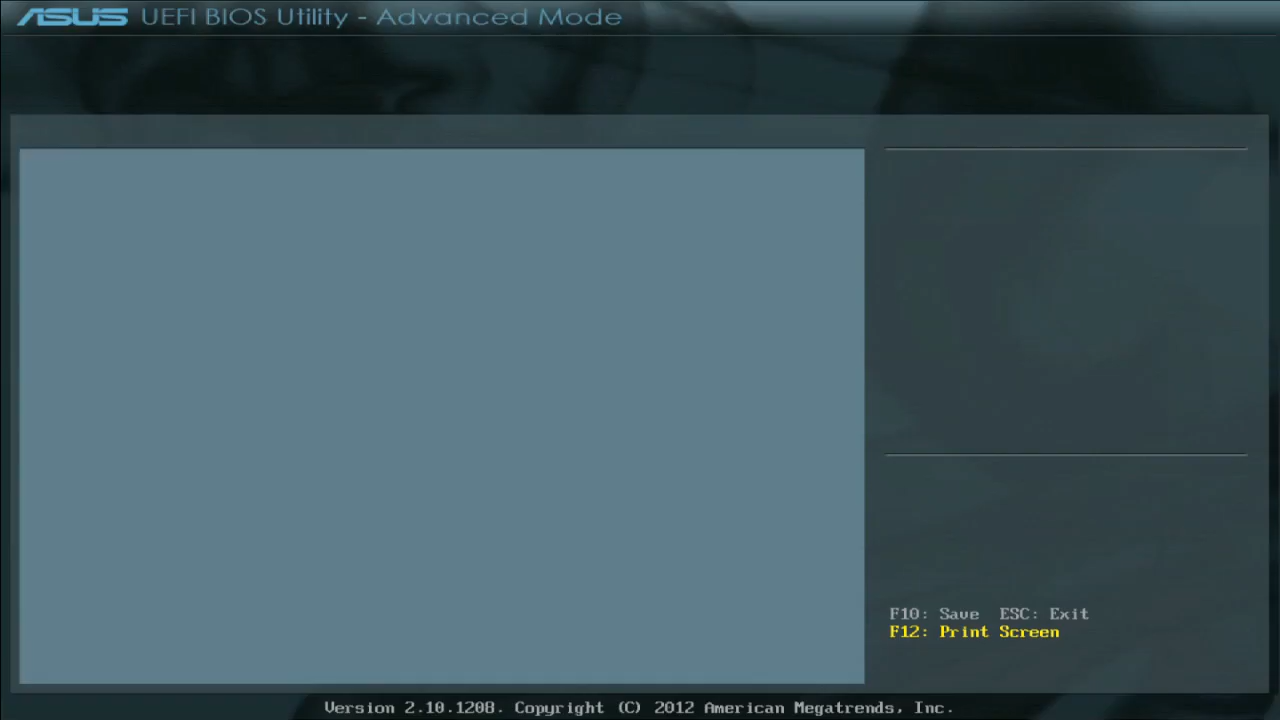 ASUS UEFI BIOS Utility - Advanced Mode
F10: Save ESC: Exit
F12: Print Screen
Version 2.10.1208. Copyright (C) 2012 American Megatrends, Inc.